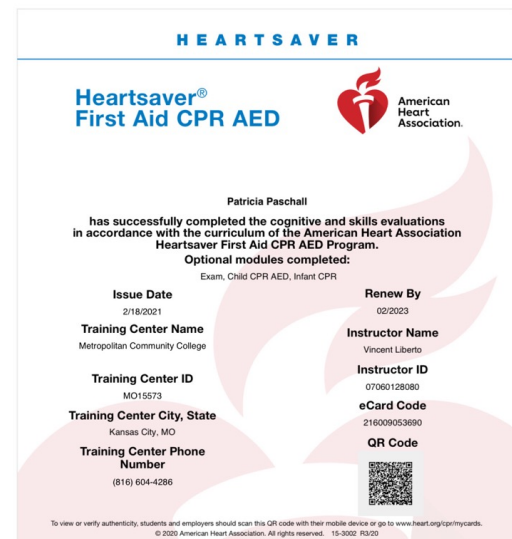 HEARTSAVER
Heartsaver®
First Aid CPR AED
American
Heart
Association.
Patricia Paschall
has successfully completed the cognitive and skills evaluations
in accordance with the curriculum of the American Heart Association
Heartsaver First Aid CPR AED Program.
Optional modules completed:
Exam, Child CPR AED, Infant CPR
Issue Date
2/18/2021
Training Center Name
Metropolitan Community College
Training Center ID
MO15573
Training Center City, State
Kansas City, MO
Training Center Phone
Number
(816) 604-4286
Renew By
02/2023
Instructor Name
Vincent Liberto
Instructor ID
07060128080
eCard Code
216009053690
QR Code
To view or verify authenticity, students and employers should scan this QR code with their mobile device or go to www.heart.org/cpr/mycards.
© 2020 American Heart Association. All rights reserved. 15-3002 R3/20